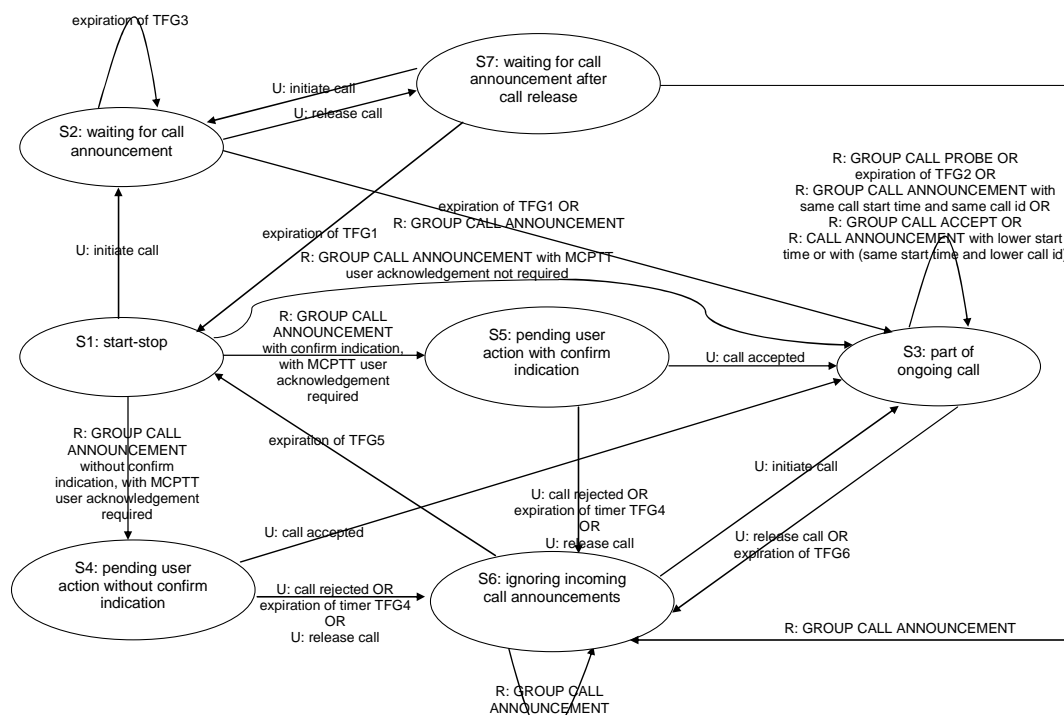 expiration of TFG3
S7: waiting for call
announcement after
call release
U: initiate call
U: release call
S2: waiting for call
announcement
R: GROUP CALL PROBE OR
expiration of TFG2 OR
R: GROUP CALL ANNOUNCEMENT with
same call start time and same call id OR
R: GROUP CALL ACCEPT OR
R: CALL ANNOUNCEMENT with lower start
time or with (same start time and lower call id)
expiration of TFG1 OR
R: GROUP CALL ANNOUNCEMENT
expiration of TFG1
U: initiate call
R: GROUP CALL ANNOUNCEMENT with MCPTT
user acknowledgement not required
S1: start-stop
R: GROUP CALL
ANNOUNCEMENT
with confirm indication,
with MCPTT user
acknowledgement
required
S5: pending user
action with confirm
indication
U: call accepted
S3: part of
ongoing call
R: GROUP CALL
ANNOUNCEMENT
without confirm
indication, with MCPTT
user acknowledgement
required
expiration of TFG5
U: initiate call
U: call rejected OR
expiration of timer TFG4
OR
U: release call
U: call accepted
U: release call OR
expiration of TFG6
S4: pending user
action without confirm
indication
U: call rejected OR
expiration of timer TFG4
OR
U: release call
S6: ignoring incoming
call announcements
R: GROUP CALL ANNOUNCEMENT
R: GROUP CALL
ANNOUNCEMENT